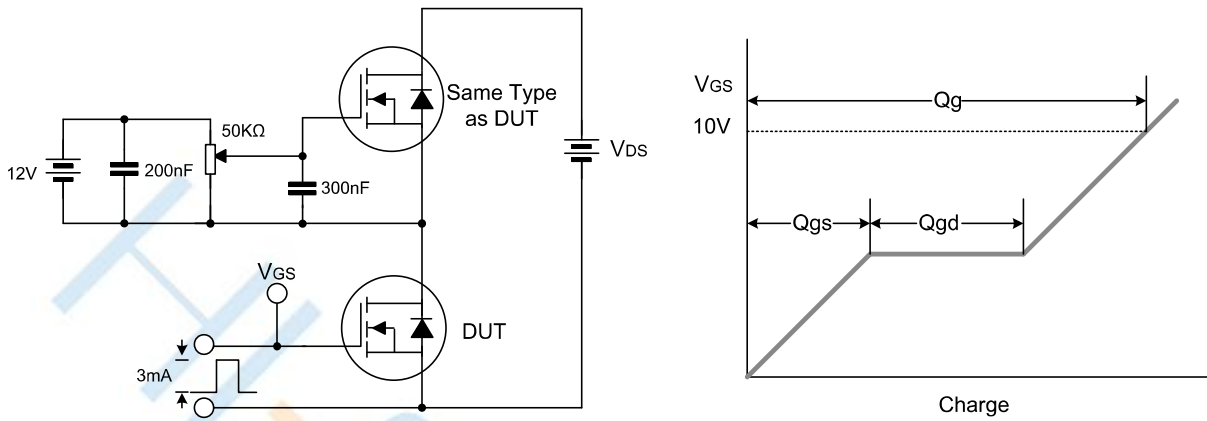 Same Type
as DUT
50KΩ
12V
200nF
300nF
VDS
VGS
DUT
3mA
VGS
10V
Qg
Qgs
Qgd
Charge